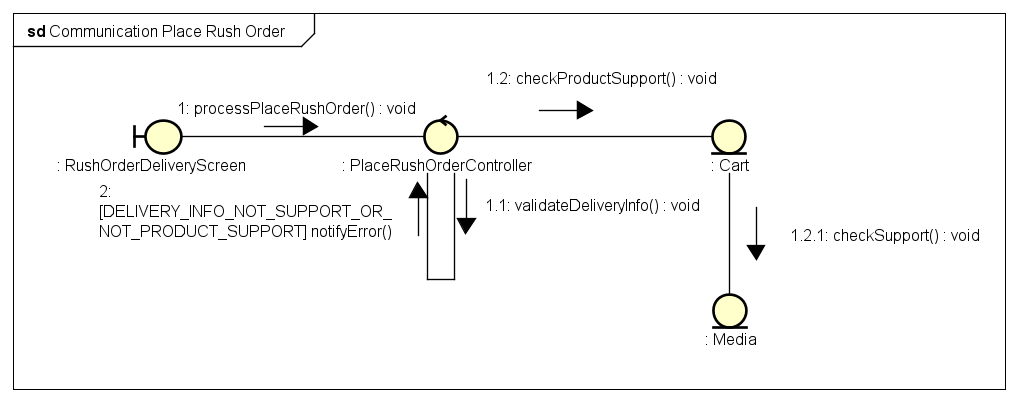 sd Communication Place Rush Order
1.2: checkProductSupport() : void
1: processPlaceRushOrder() : void
: RushOrderDeliveryScreen
: PlaceRushOrderController
: Cart
2:
[DELIVERY_INFO_NOT_SUPPORT_OR_
NOT_PRODUCT_SUPPORT] notifyError()
1.1: validateDeliveryInfo() : void
1.2.1: checkSupport() : void
: Media